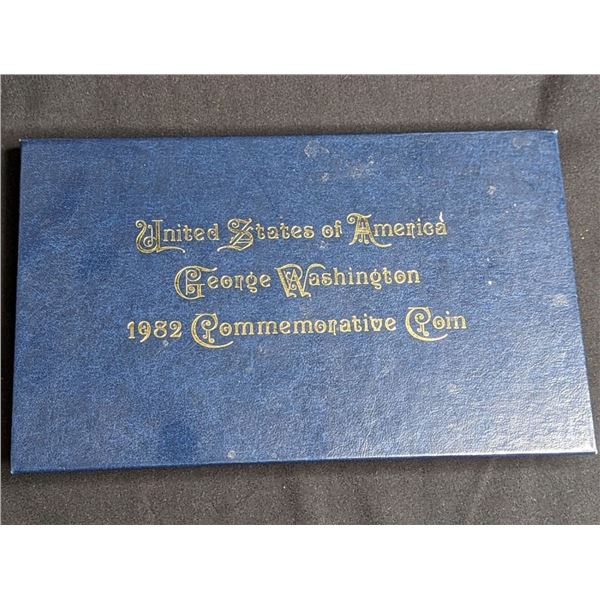 United States of America
George Washington
1982 Commemorative Coin